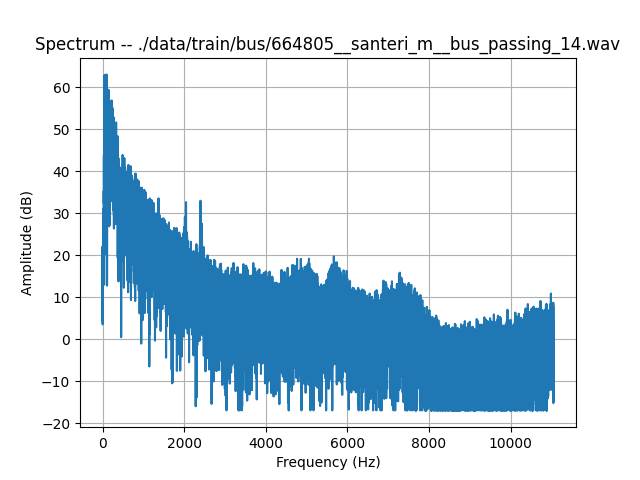 Spectrum -- ./data/train/bus/664805__santeri_m__bus_passing_14.wav
60
50
40
30
20
10
0
−10
−20
Amplitude (dB)
0 2000 4000 6000 8000 10000
Frequency (Hz)